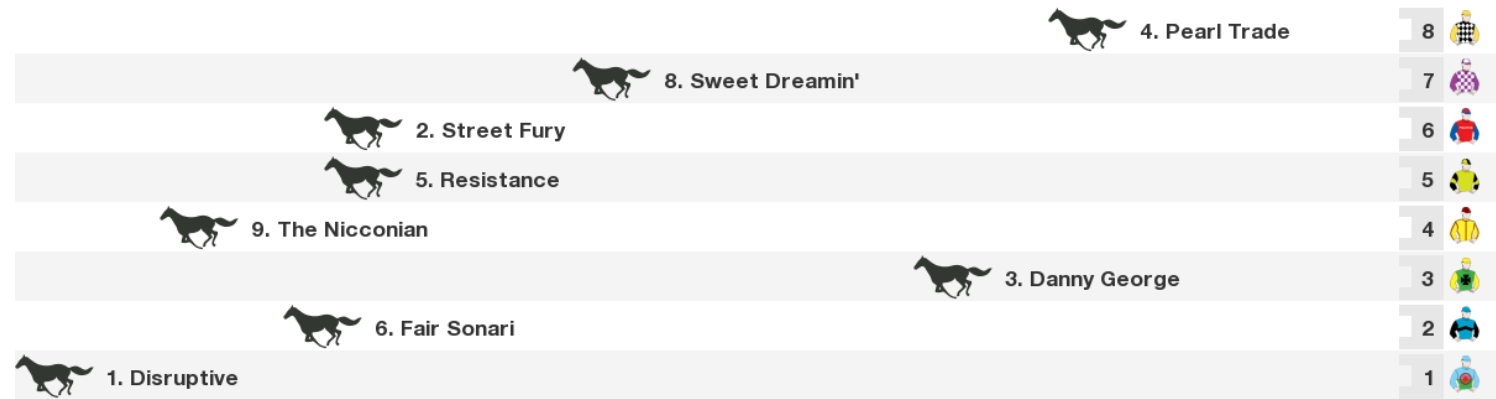 4. Pearl Trade 8
8. Sweet Dreamin' 7
2. Street Fury 6
5. Resistance 5
9. The Nicconian 4
3. Danny George 3
6. Fair Sonari 2
1. Disruptive 1